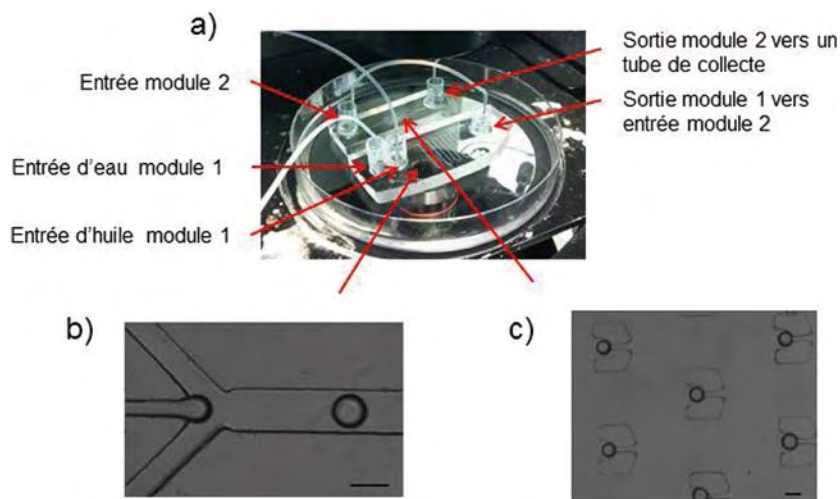 a)
Entrée module 2
Entrée d'eau module 1
Entrée d'huile module 1
Sortie module 2 vers un
tube de collecte
Sortie module 1 vers
entrée module 2
b)
c)